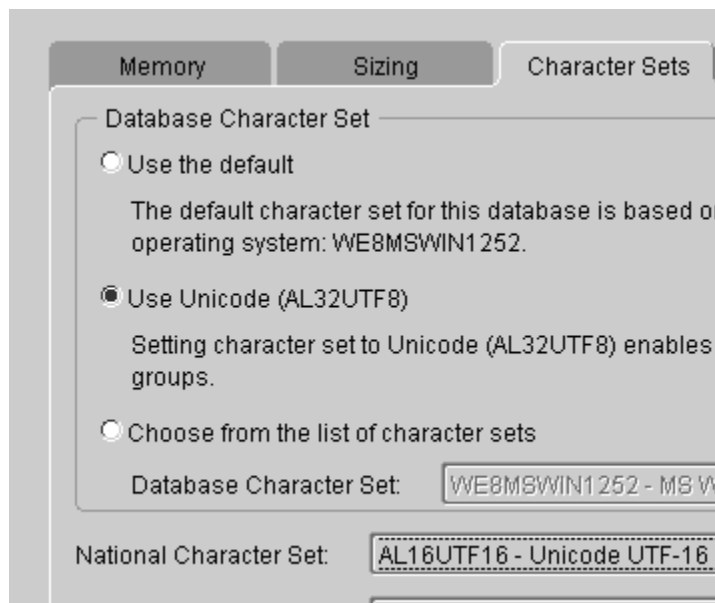 Memory Sizing Character Sets
Database Character Set
Use the default
The default character set for this database is based
operating system: WE8MSWIN1252.
Use Unicode (AL32UTF8)
Setting character set to Unicode (AL32UTF8) enables
groups.
Choose from the list of character sets
Database Character Set: WE8MSWIN1252 - MS
National Character Set: AL16UTF16 - Unicode UTF-16